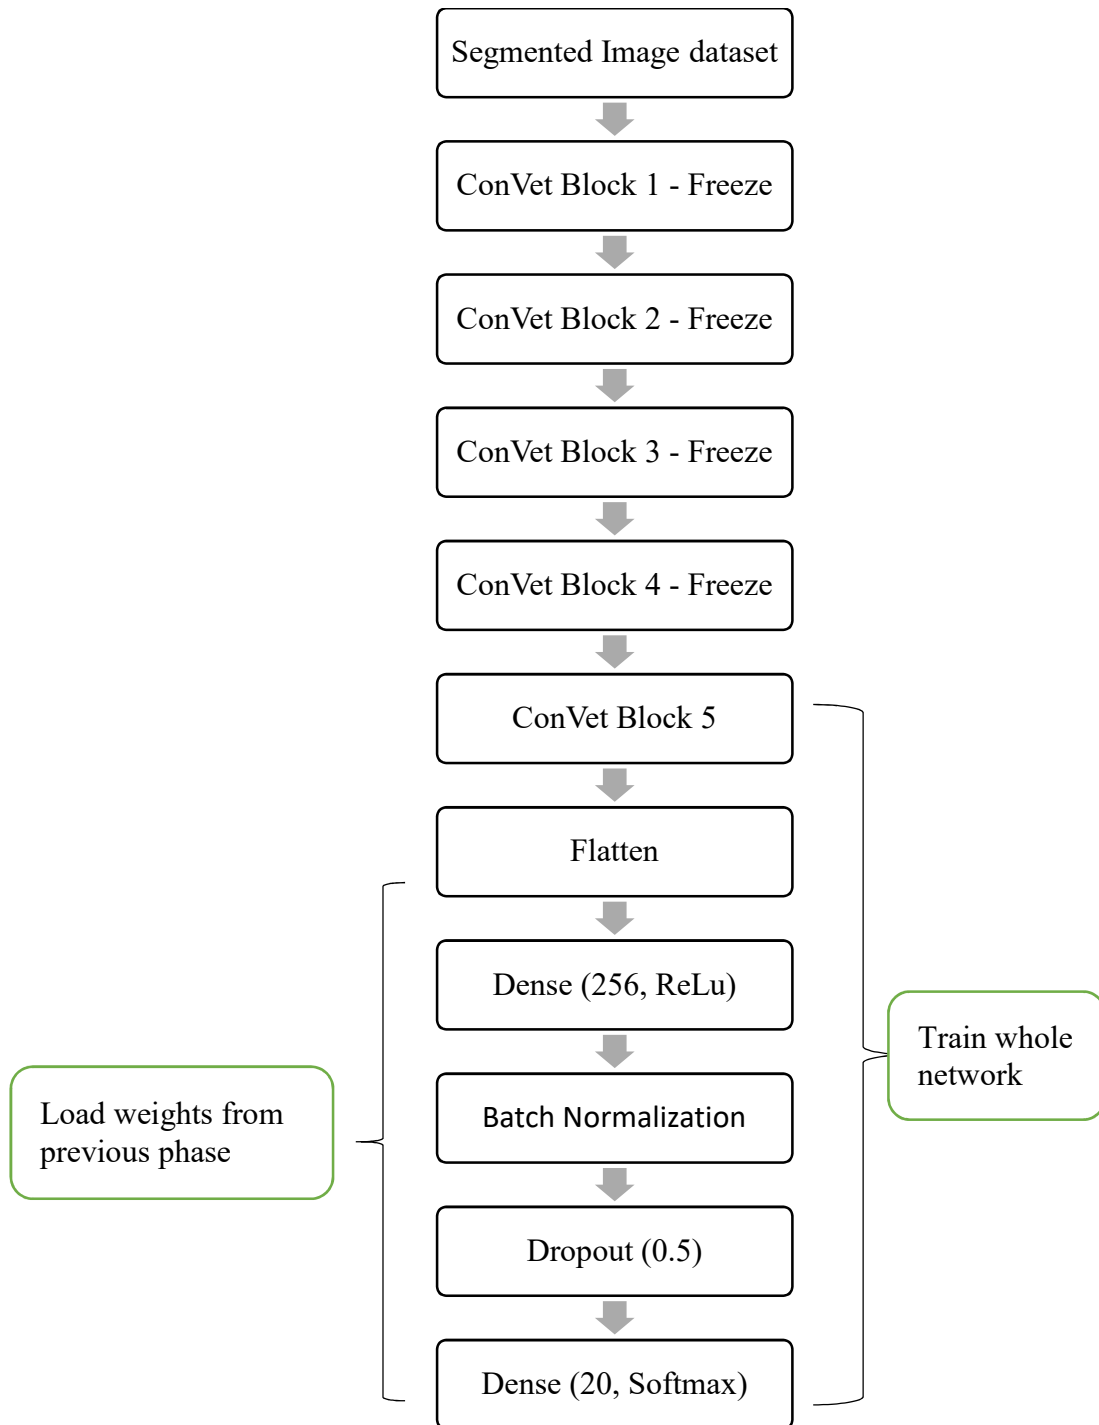 Segmented Image dataset
ConVet Block 1 - Freeze
ConVet Block 2 - Freeze
ConVet Block 3 - Freeze
ConVet Block 4 - Freeze
ConVet Block 5
Flatten
Dense (256, ReLu)
Train whole
network
Load weights from
previous phase
Batch Normalization
Dropout (0.5)
Dense (20, Softmax)